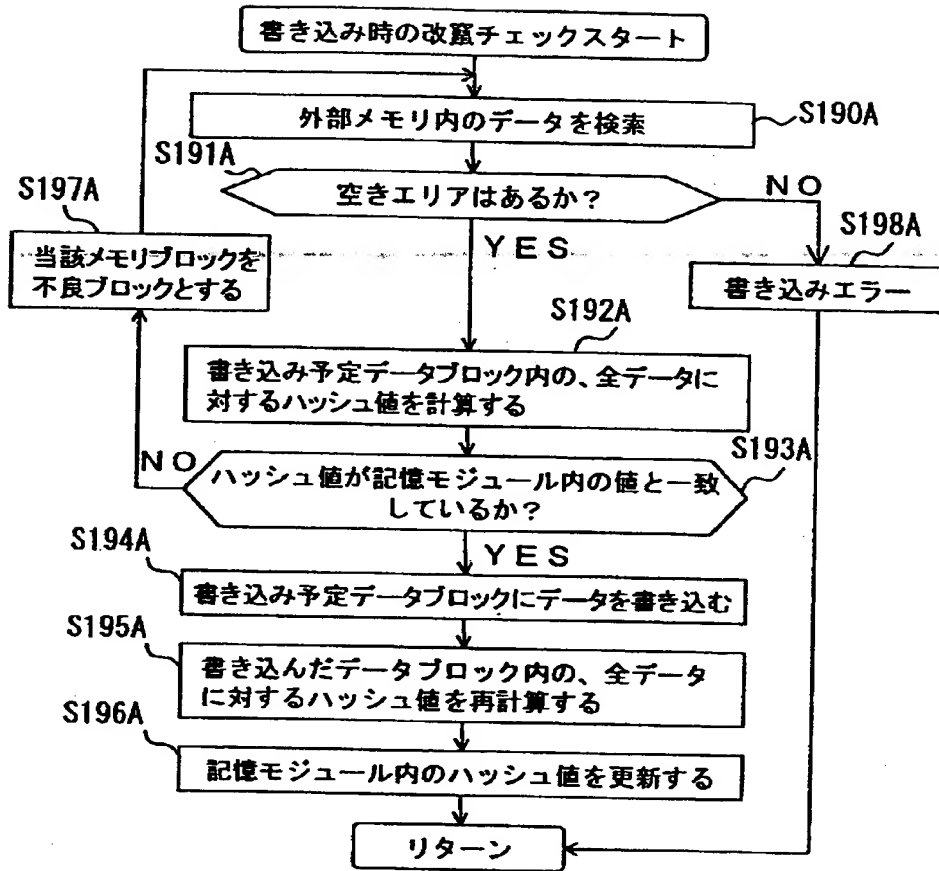 書き込み時の改竄チェックスタート
外部メモリ内のデータを検索
S190A
S191A
空きエリアはあるか?
NO
S197A
当該メモリブロックを
不良ブロックとする
YES
S198A
書き込みエラー
S192A
書き込み予定データブロック内の、全データに
対するハッシュ値を計算する
S193A
NO
ハッシュ値が記憶モジュール内の値と一致
しているか?
YES
S194A
書き込み予定データブロックにデータを書き込む
S195A
書き込んだデータブロック内の、全データ
に対するハッシュ値を再計算する
S196A
記憶モジュール内のハッシュ値を更新する
リターン